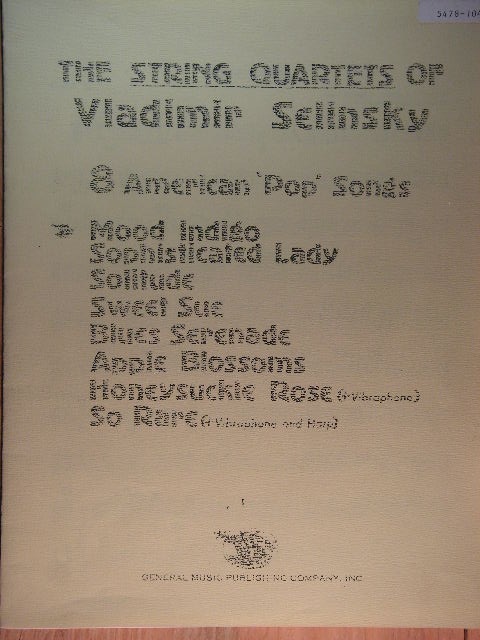 5478-104
THE STRING QUARTETS OF
Vladimir Selinsky
8 American 'Pop' Songs
Mood Indigo
Sophisticated Lady
Solitude
Sweet Sue
Blues Serenade
Apple Blossoms
Honeysuckle Rose (+Vibraphone)
So Rare (+Vibraphone and Harp)
GENERAL MUSIC PUBLISHING COMPANY, INC.